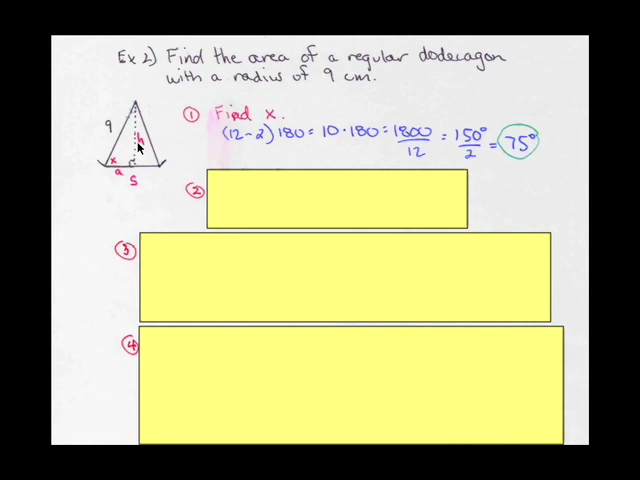 Ex 2) Find the area of a regular dodecagon
with a radius of 9 cm.
① Find x.
(12-2)180 = 10·180 = 1800/12 = 150°/2 = 75°
9
h
x
a
S
②
③
④